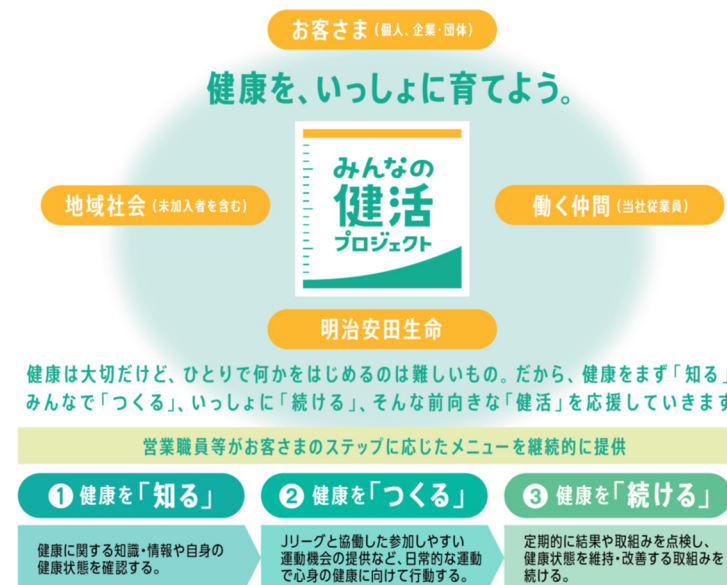 お客さま（個人、企業・団体）
健康を、いっしょに育てよう。
みんなの
健活
プロジェクト
地域社会（未加入者を含む）
働く仲間（当社従業員）
明治安田生命
健康は大切だけど、ひとりで何かをはじめるのは難しいもの。だから、健康をまず「知る」
みんなで「つくる」、いっしょに「続ける」、そんな前向きな「健活」を応援していきます
営業職員等がお客さまのステップに応じたメニューを継続的に提供
❶ 健康を「知る」
❷ 健康を「つくる」
❸ 健康を「続ける」
健康に関する知識・情報や自身の
健康状態を確認する。
Jリーグと協働した参加しやすい
運動機会の提供など、日常的な運動
で心身の健康に向けて行動する。
定期的に結果や取組みを点検し、
健康状態を維持・改善する取組みを
続ける。